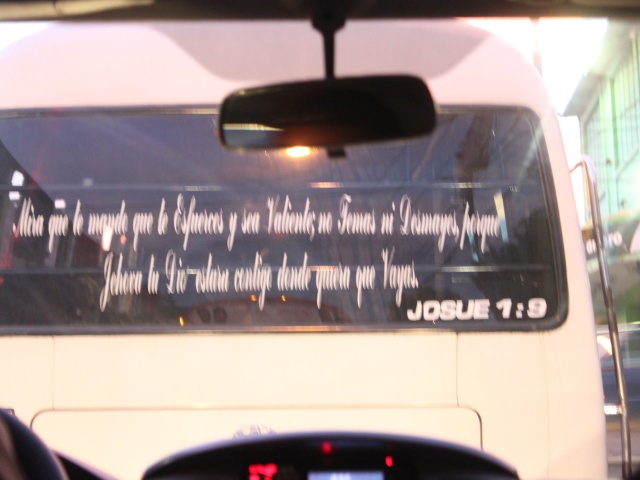 Mira que te mando que te Esfuerces y sea Valiente, no Temas ni Desmayes, porque
Jehova tu Dio estara contigo donde quiera que Vayas.
JOSUE 1:9